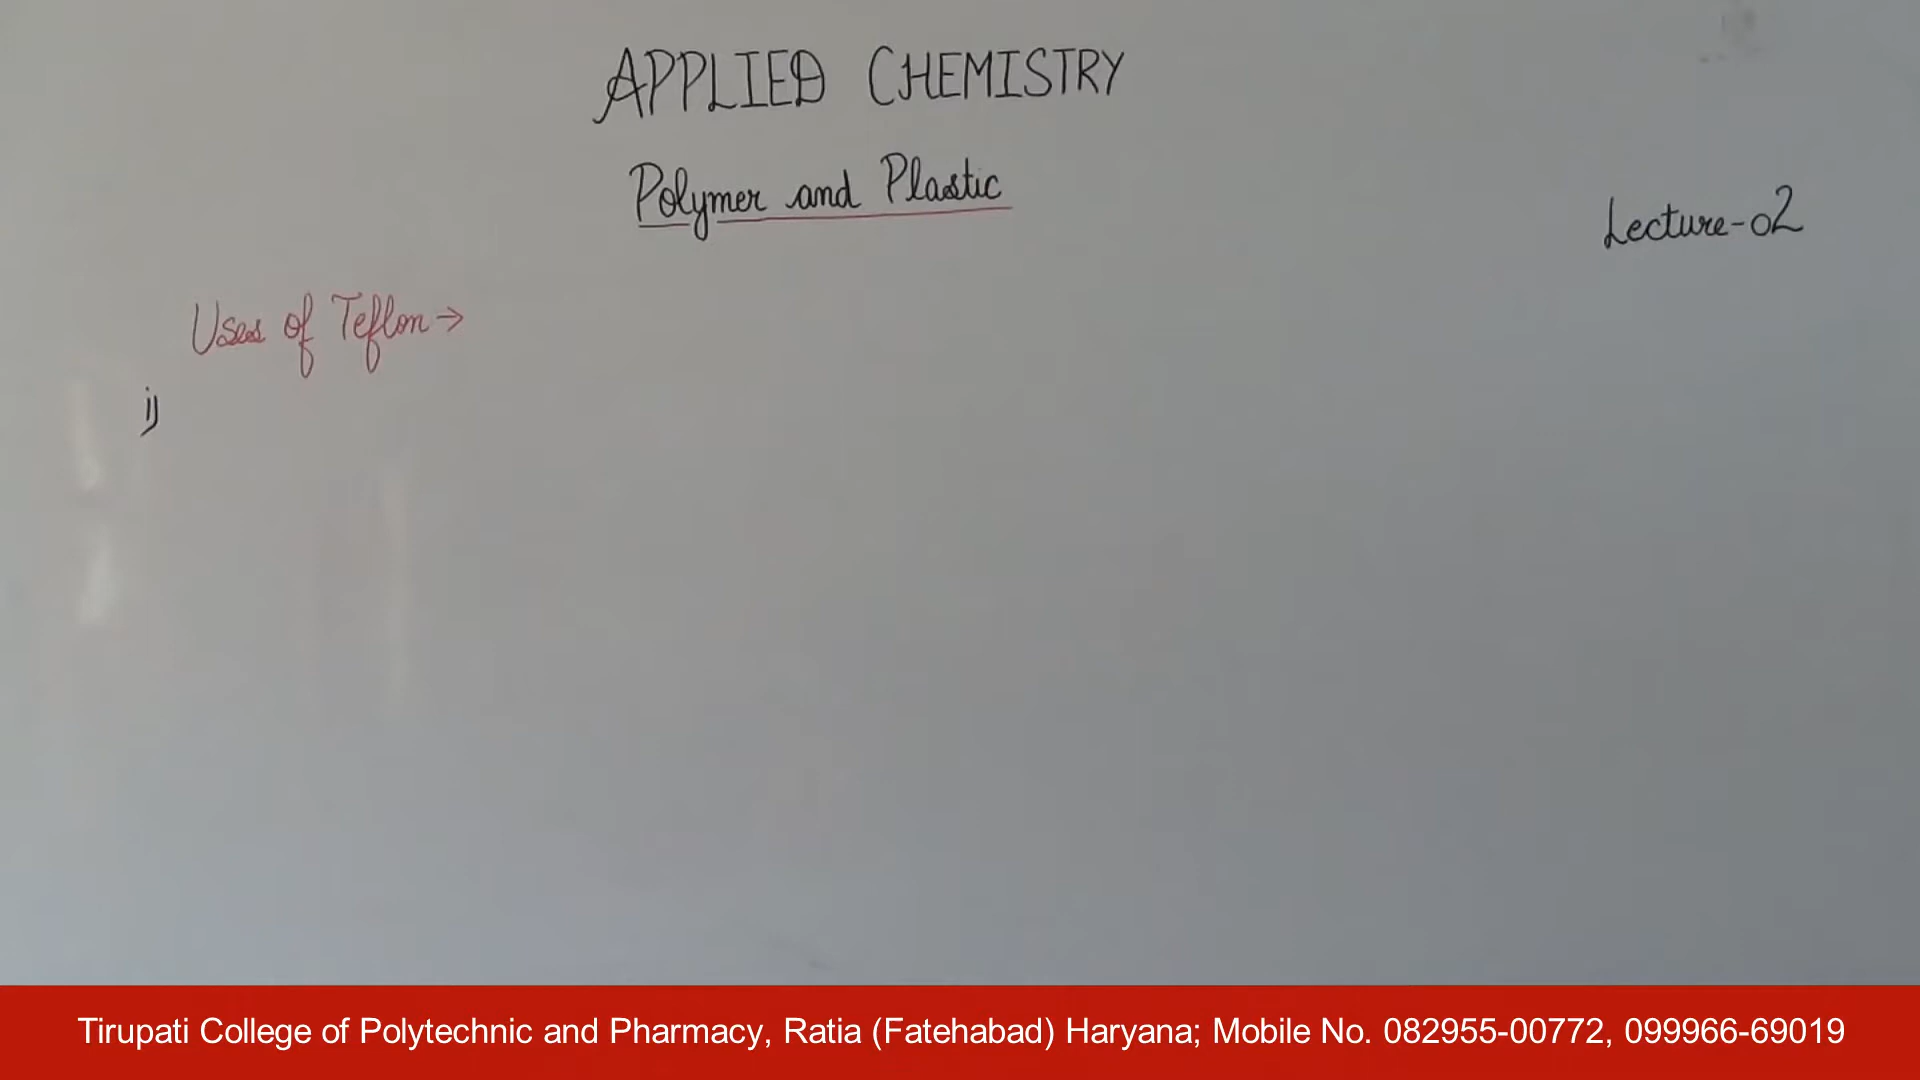 APPLIED CHEMISTRY
Polymer and Plastic
Lecture-02
Uses of Teflon→
i)
Tirupati College of Polytechnic and Pharmacy, Ratia (Fatehabad) Haryana; Mobile No. 082955-00772, 099966-69019